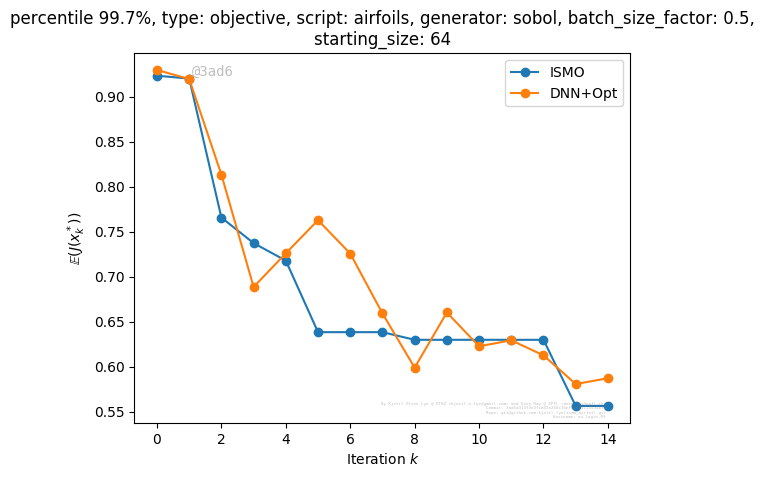 percentile 99.7%, type: objective, script: airfoils, generator: sobol, batch_size_factor: 0.5,
starting_size: 64
@3ad6
ISMO
DNN+Opt
0.90
0.85
0.80
0.75
0.70
0.65
0.60
0.55
𝔼(J(x*k))
0 2 4 6 8 10 12 14
Iteration k